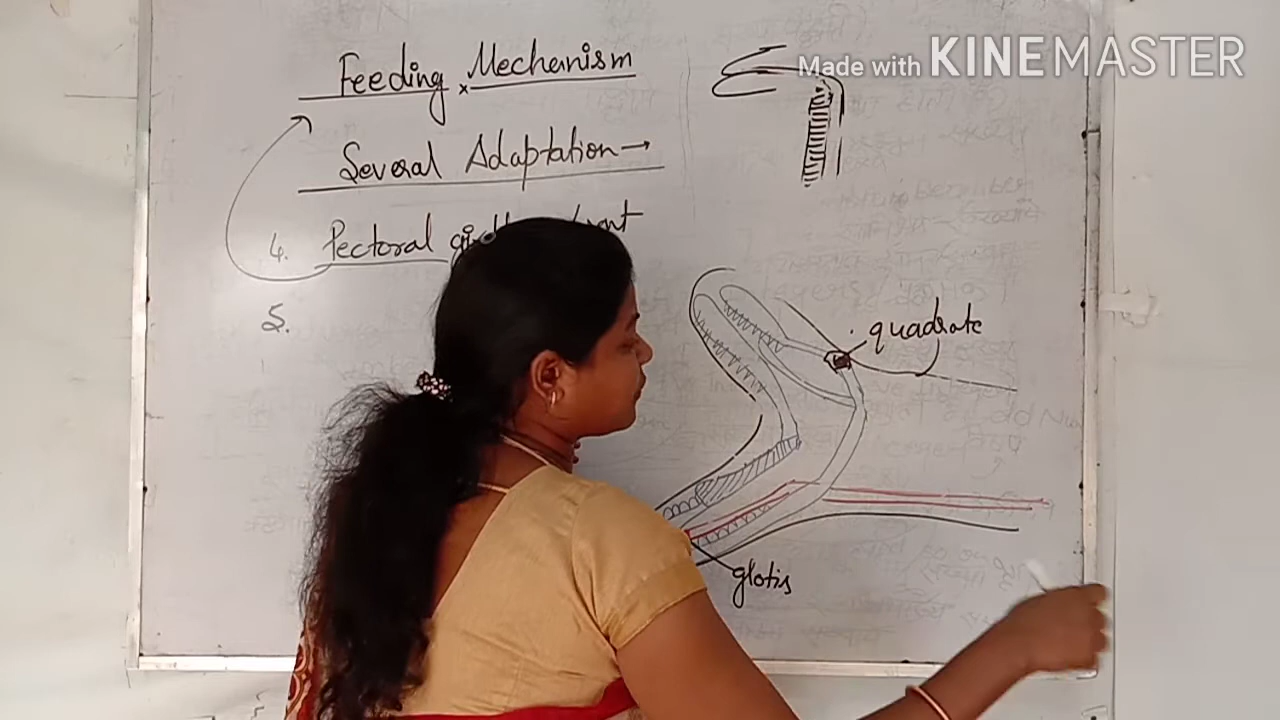 Made with KINEMASTER
Feeding Mechanism
Several Adaptation →
4. Pectoral
5.
quadrate
glotis